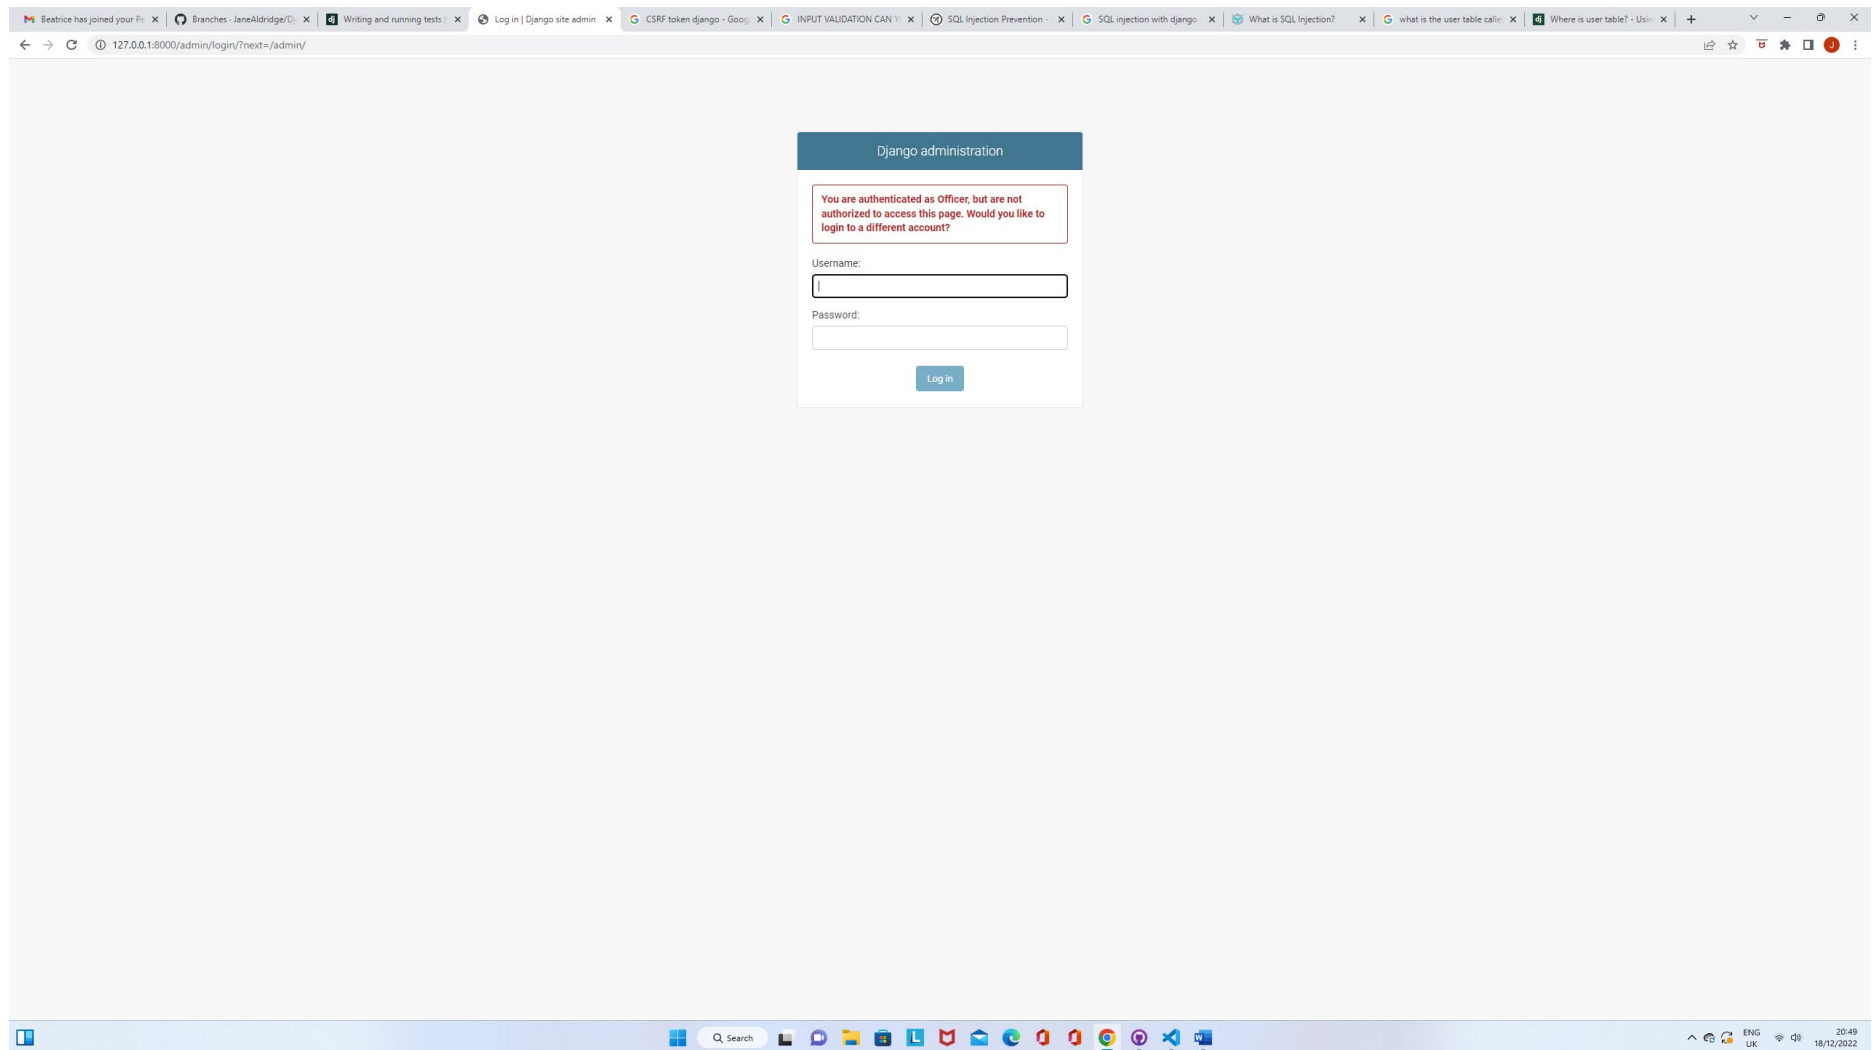 Beatrice has joined your Pe
Branches · JaneAldridge/Dj
Writing and running tests |
Log in | Django site admin
CSRF token django - Goog
INPUT VALIDATION CAN Y
SQL Injection Prevention -
SQL injection with django -
What is SQL Injection?
what is the user table calle
Where is user table? - Usin
127.0.0.1:8000/admin/login/?next=/admin/
J
Django administration
You are authenticated as Officer, but are not
authorized to access this page. Would you like to
login to a different account?
Username:
Password:
Log in
Search
ENG
UK
20:49
18/12/2022